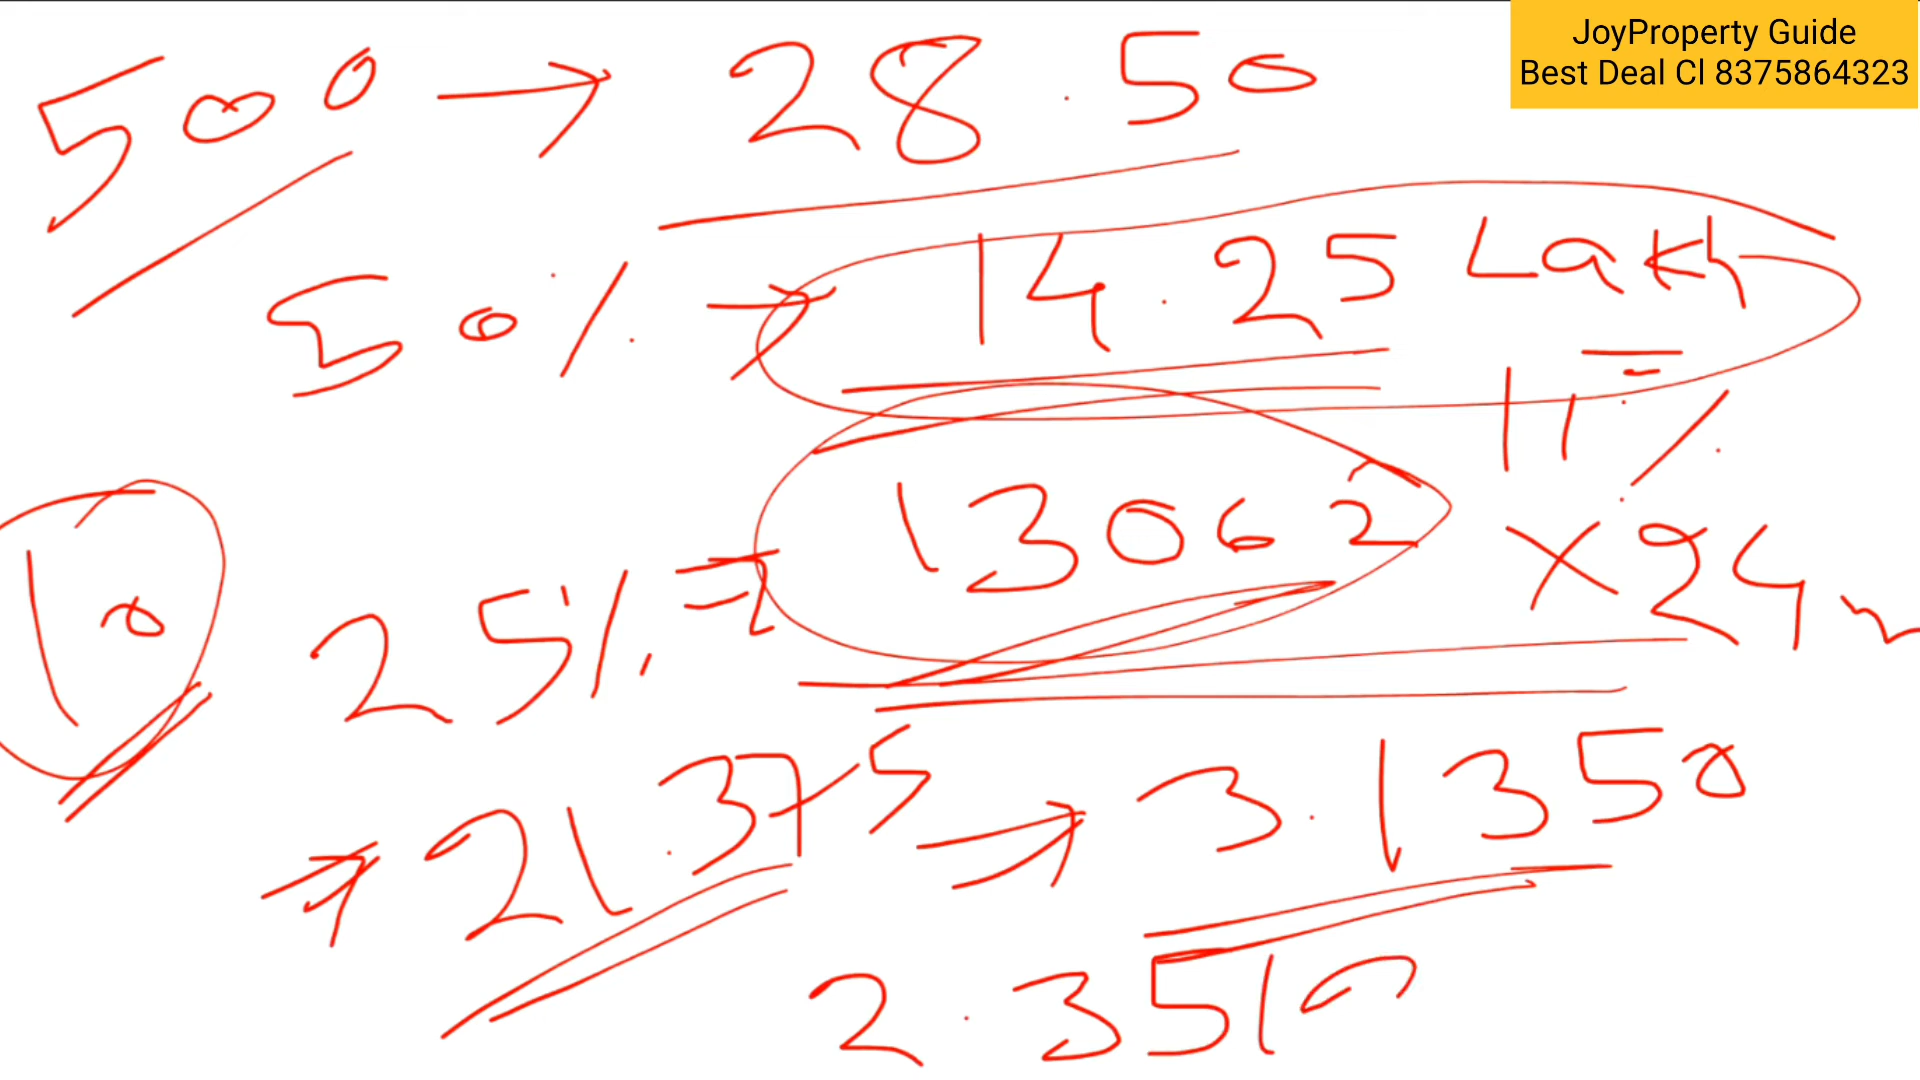 JoyProperty Guide
Best Deal Cl 8375864323
500 → 28.50
50% → 14.25 Lakh
11%
10
25% ⇒ 13062 × 24 m
⇒ 21.375 → 3.1350
2.3510